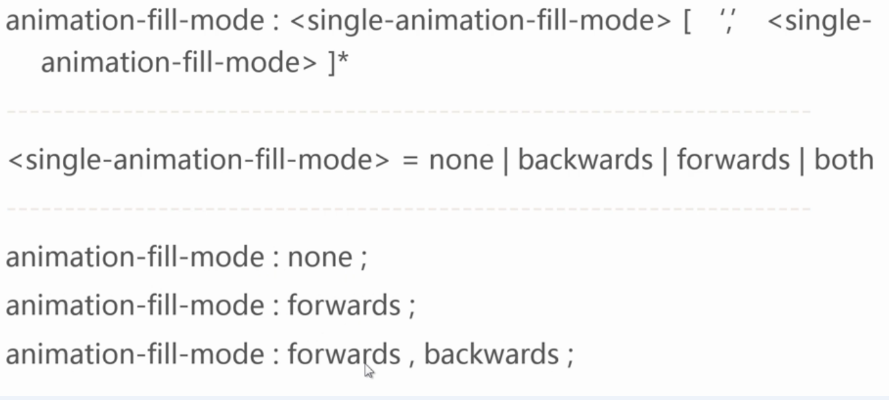 animation-fill-mode : <single-animation-fill-mode> [ ',' <single-
animation-fill-mode> ]*
<single-animation-fill-mode> = none | backwards | forwards | both
animation-fill-mode : none ;
animation-fill-mode : forwards ;
animation-fill-mode : forwards , backwards ;